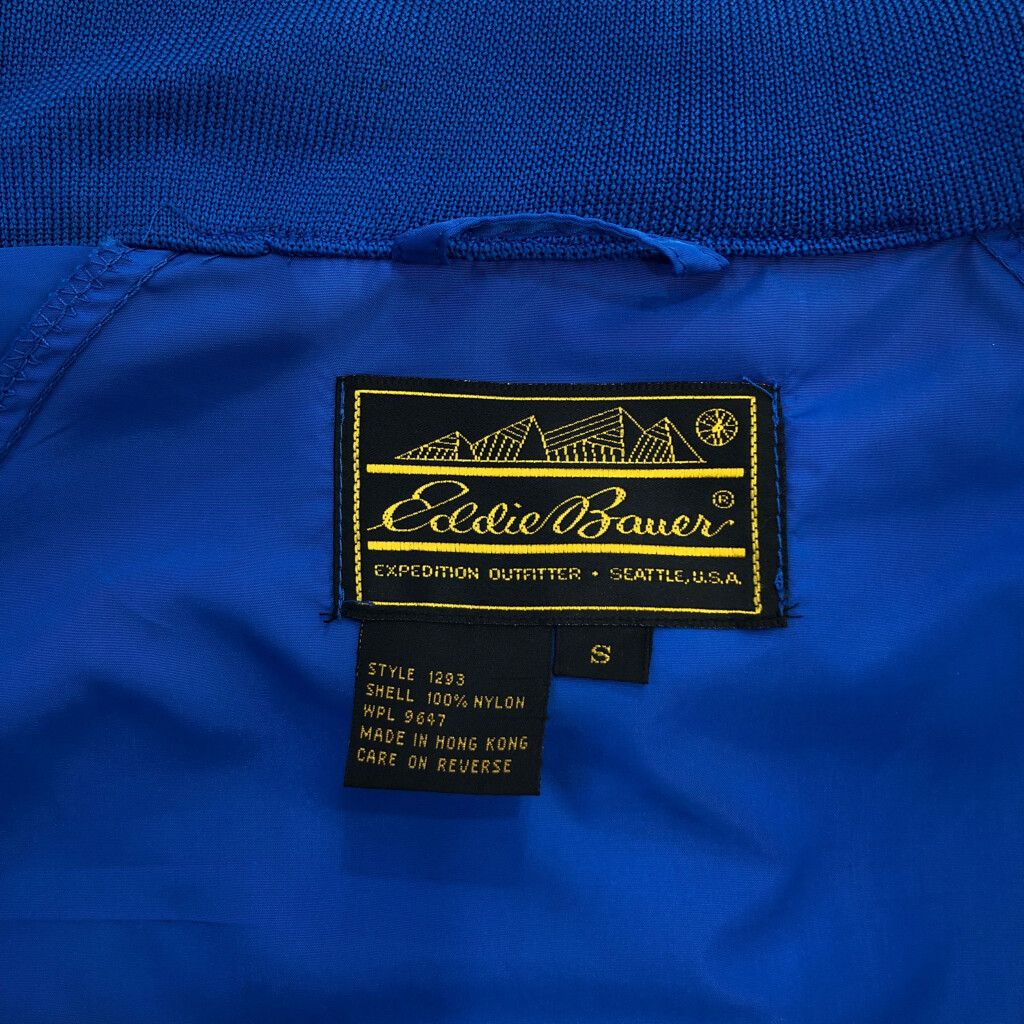 Eddie Bauer ®
EXPEDITION OUTFITTER • SEATTLE, U.S.A.
S
STYLE 1293
SHELL 100% NYLON
WPL 9647
MADE IN HONG KONG
CARE ON REVERSE